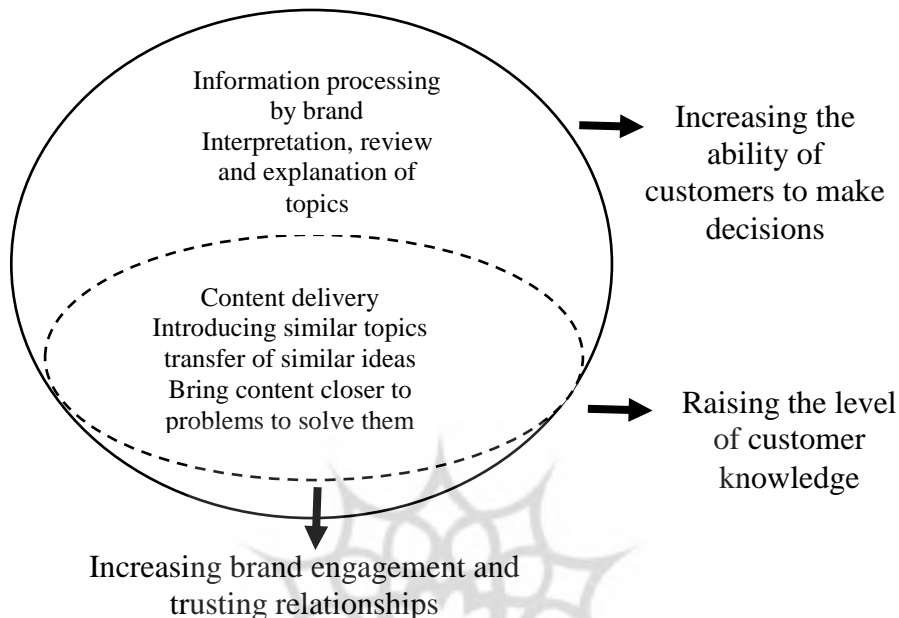 Information processing
by brand
Interpretation, review
and explanation of
topics
Increasing the
ability of
customers to make
decisions
Content delivery
Introducing similar topics
transfer of similar ideas
Bring content closer to
problems to solve them
Raising the level
of customer
knowledge
Increasing brand engagement and
trusting relationships